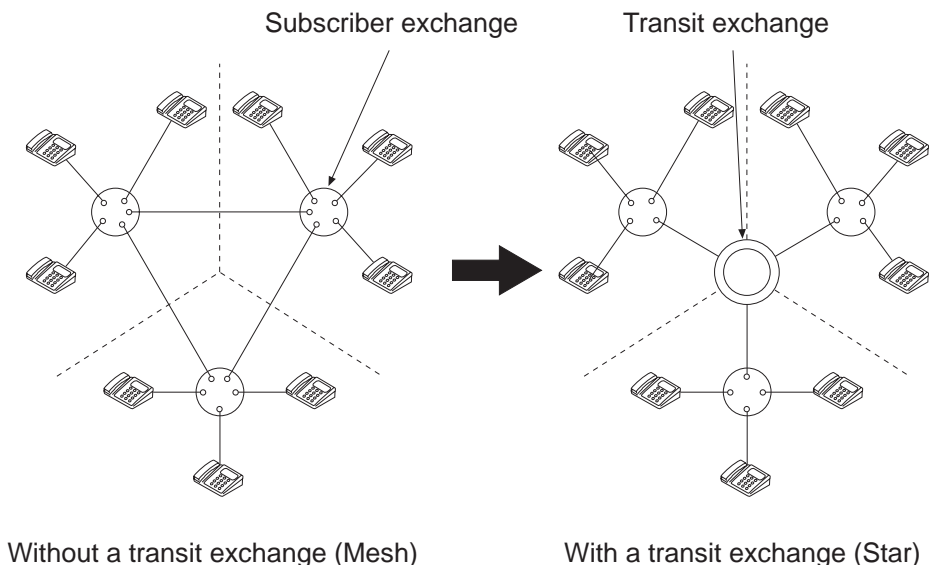 Subscriber exchange
Transit exchange
Without a transit exchange (Mesh)
With a transit exchange (Star)